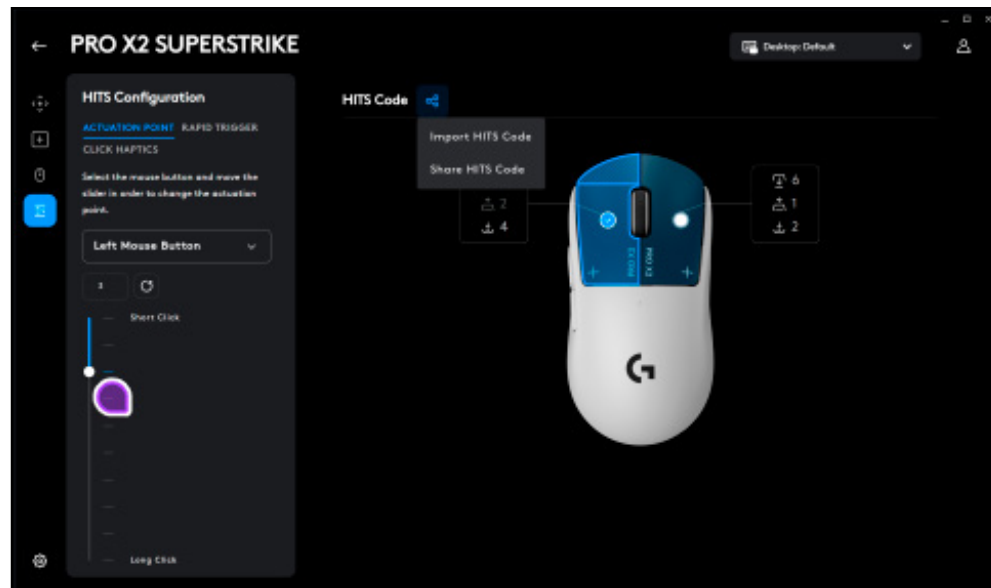 PRO X2 SUPERSTRIKE
Desktop: Default
HITS Configuration
ACTUATION POINT RAPID TRIGGER
CLICK HAPTICS
Select the mouse button and move the
slider in order to change the actuation
point.
Left Mouse Button
3
Short Click
Long Click
HITS Code
Import HITS Code
Share HITS Code
2
4
6
1
2
PRO X2
G